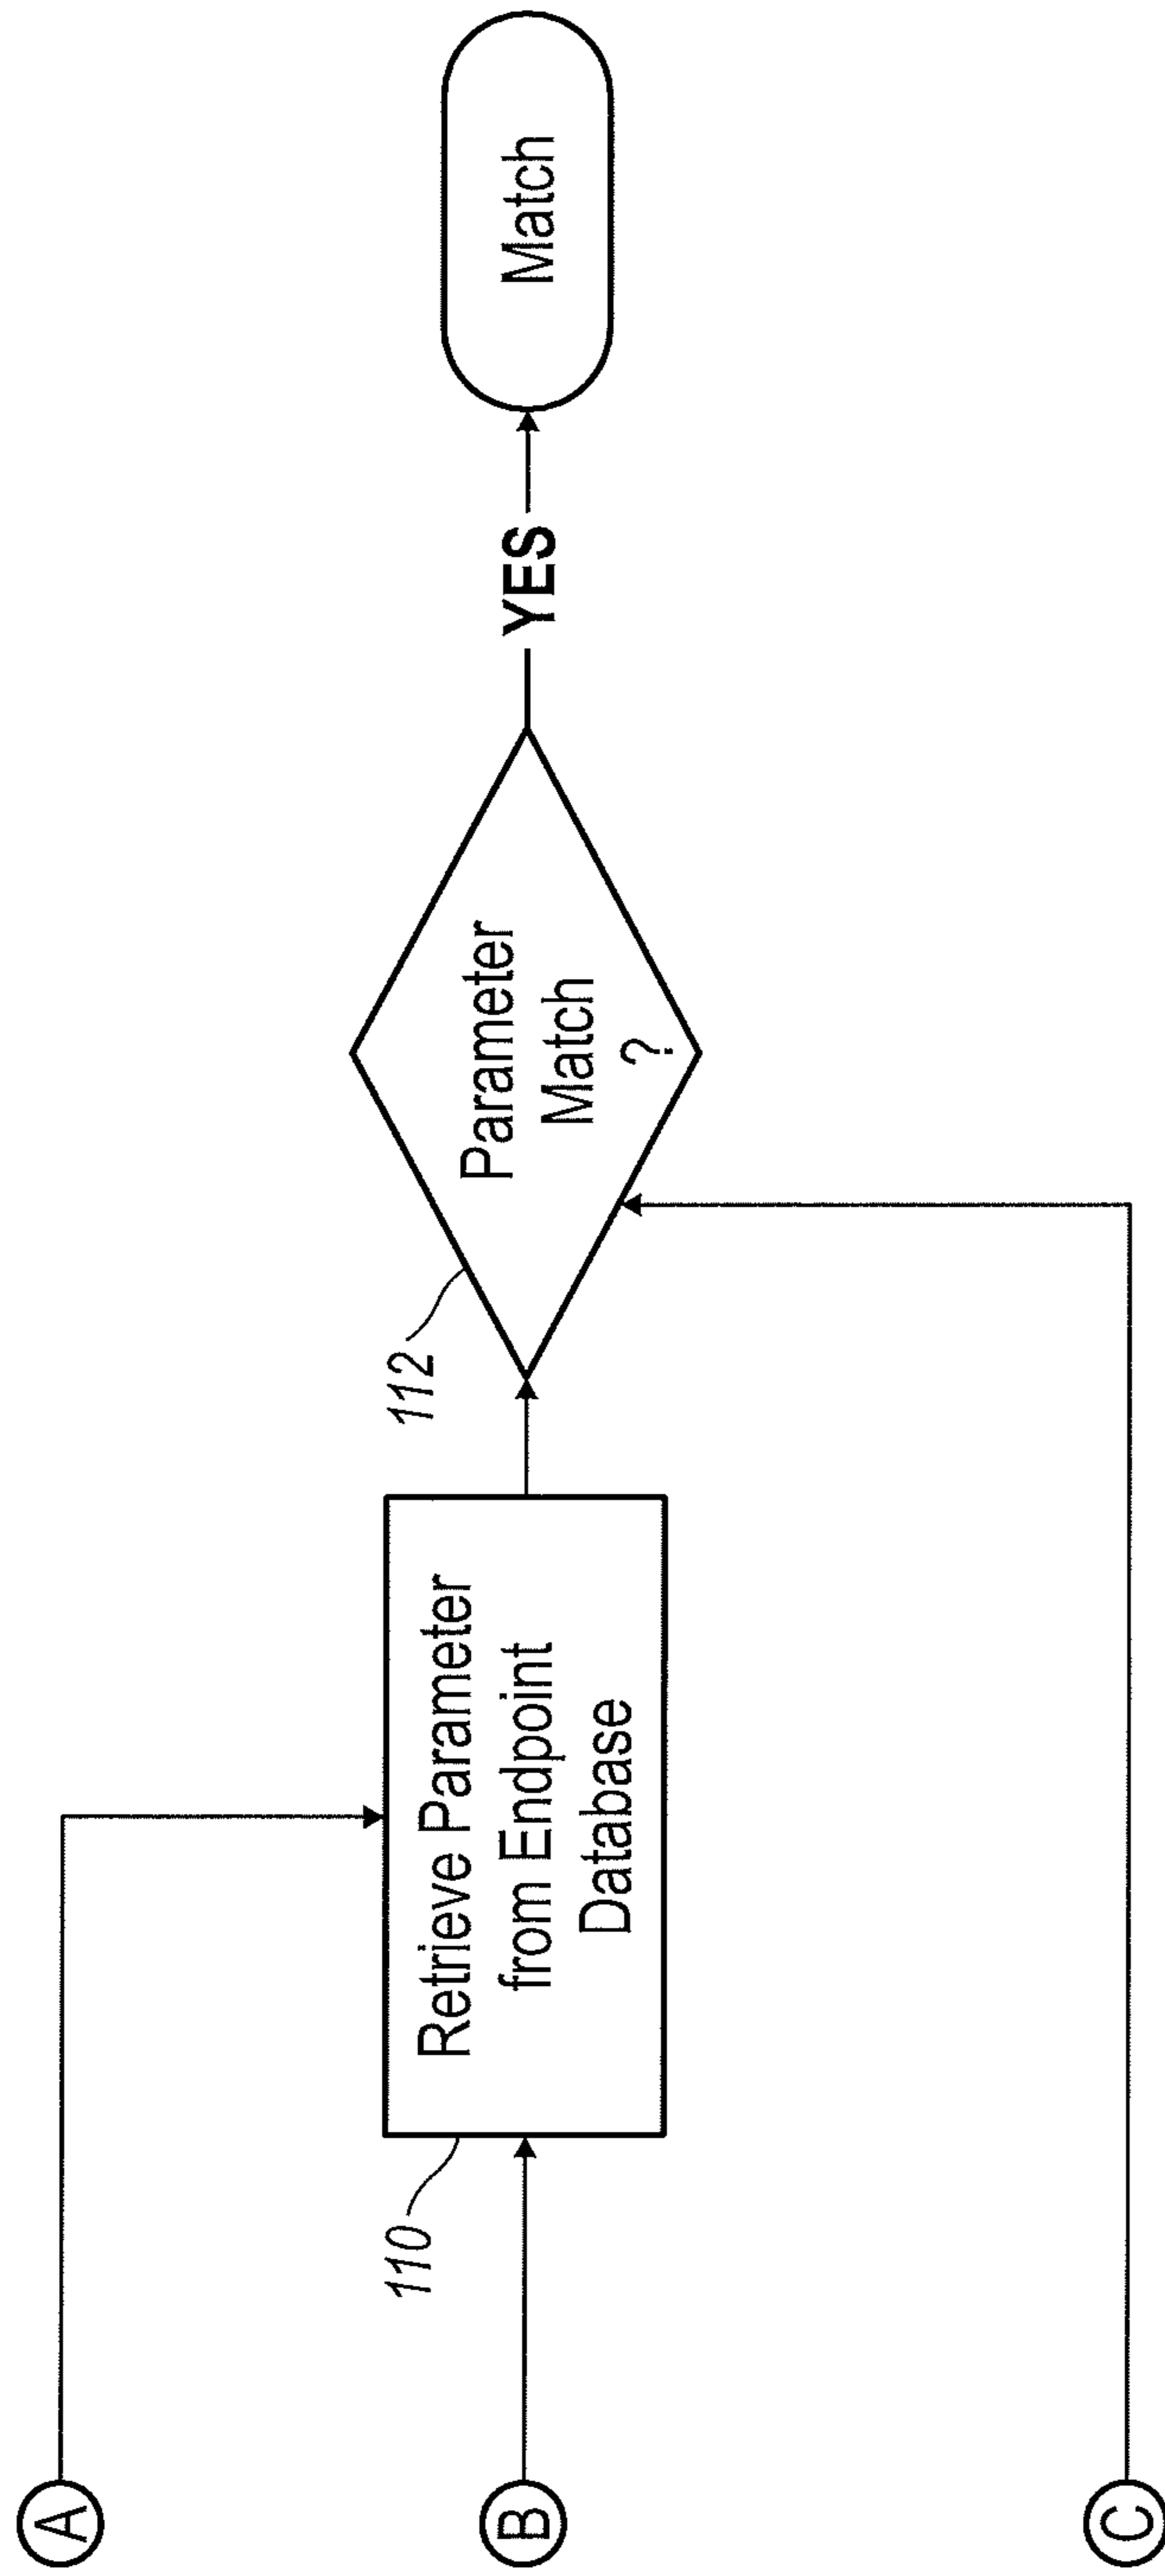 A
B
C
110
Retrieve Parameter
from Endpoint
Database
112
Parameter
Match
?
YES
Match